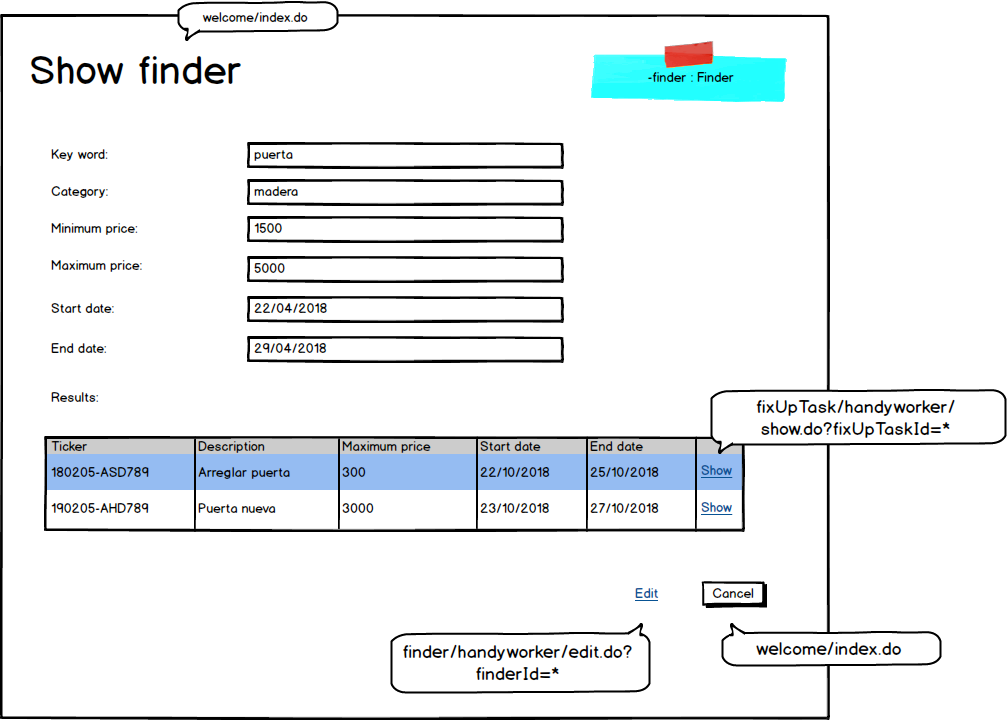 welcome/index.do
Show finder
-finder : Finder
Key word: puerta
Category: madera
Minimum price: 1500
Maximum price: 5000
Start date: 22/04/2018
End date: 29/04/2018
Results:
fixUpTask/handyworker/
show.do?fixUpTaskId=*
Ticker Description Maximum price Start date End date
180205-ASD789 Arreglar puerta 300 22/10/2018 25/10/2018 Show
190205-AHD789 Puerta nueva 3000 23/10/2018 27/10/2018 Show
Edit Cancel
finder/handyworker/edit.do?
finderId=*
welcome/index.do